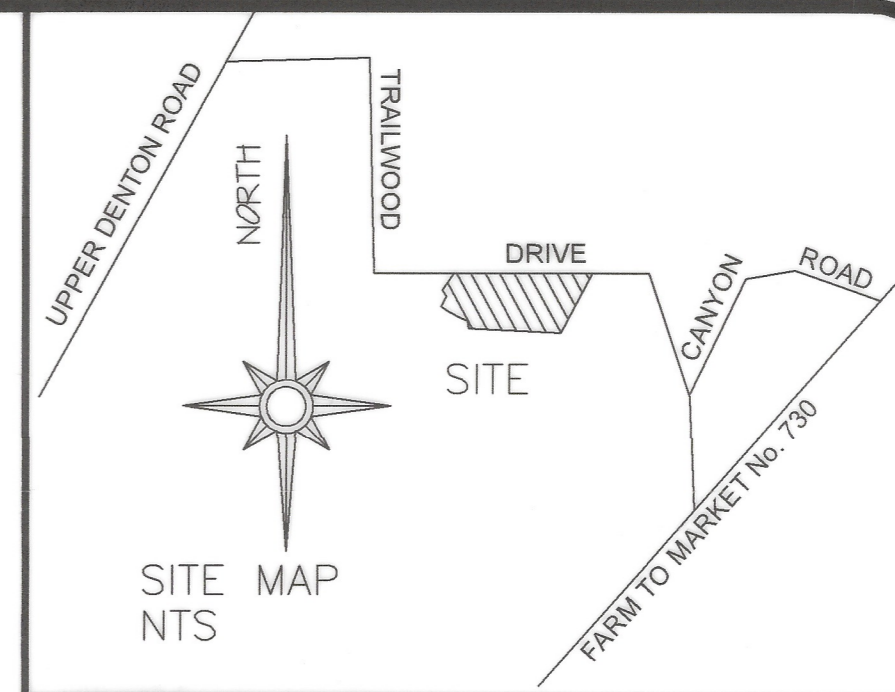 UPPER DENTON ROAD
TRAILWOOD
NORTH
DRIVE
CANYON
ROAD
SITE
FARM TO MARKET No. 730
SITE MAP
NTS